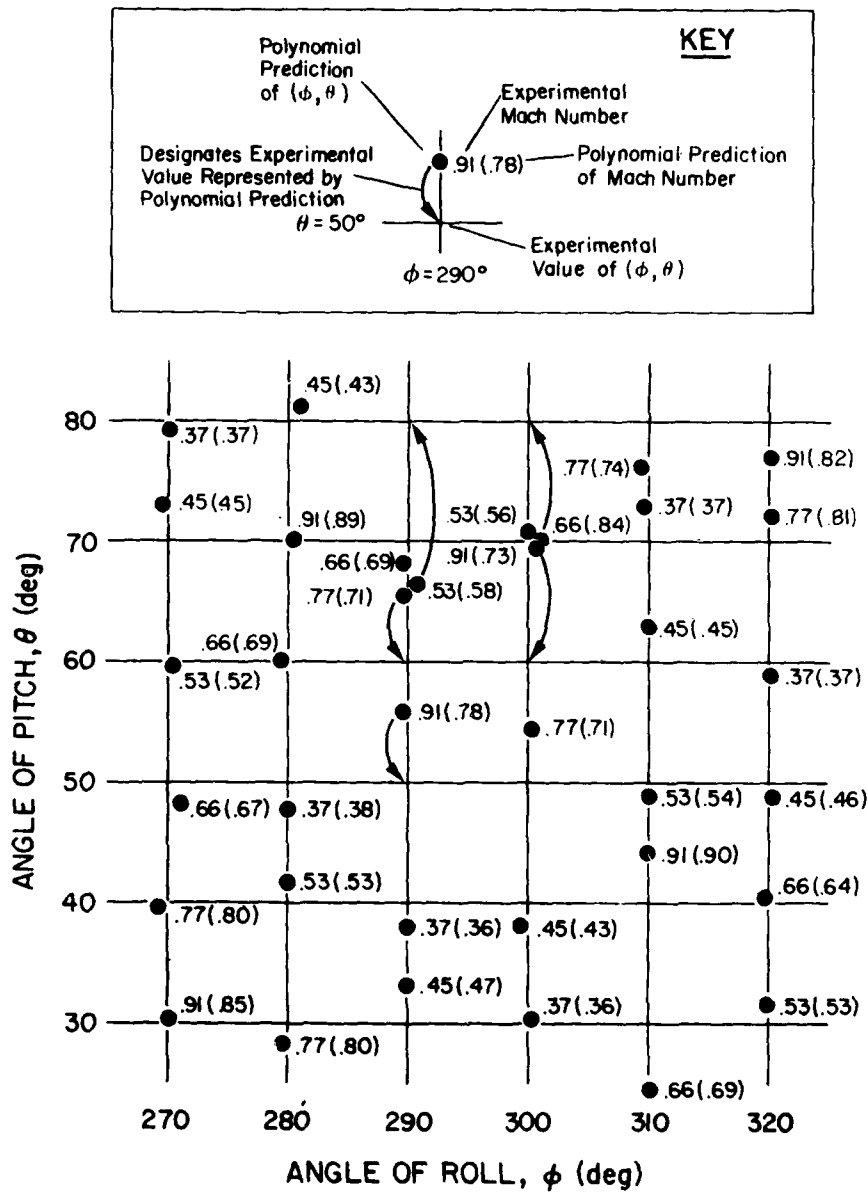 KEY
Polynomial
Prediction
of (ϕ, θ)
Experimental
Mach Number
Designates Experimental
Value Represented by
Polynomial Prediction
.91(.78)
Polynomial Prediction
of Mach Number
θ = 50°
Experimental
Value of (ϕ, θ)
ϕ = 290°
.45(.43)
80
.37(.37)
.77(.74)
.91(.82)
.45(45)
.91(.89)
.53(.56)
.66(.84)
.37(37)
.77(.81)
70
.66(.69)
.91(.73)
.77(.71)
.53(.58)
.45(.45)
.66(.69)
60
.53(.52)
.37(.37)
.91(.78)
.77(.71)
50
.66(.67)
.37(.38)
.53(.54)
.45(.46)
.91(.90)
.53(.53)
.66(.64)
40
.77(.80)
.37(.36)
.45(.43)
.45(.47)
.91(.85)
.37(.36)
.53(.53)
30
.77(.80)
.66(.69)
ANGLE OF PITCH, θ (deg)
270 280 290 300 310 320
ANGLE OF ROLL, ϕ (deg)